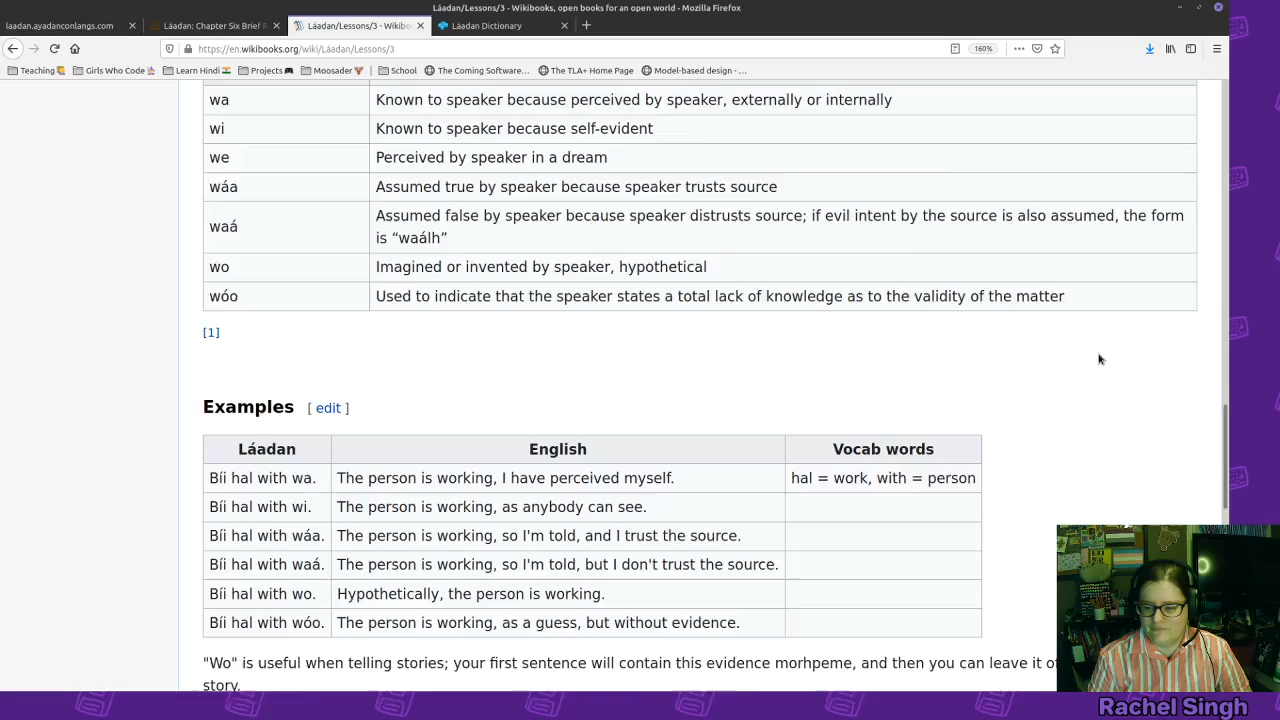 Láadan/Lessons/3 - Wikibooks, open books for an open world - Mozilla Firefox
laadan.ayadanconlangs.com
Láadan; Chapter Six Brief
Láadan/Lessons/3 - Wikibo
Láadan Dictionary
https://en.wikibooks.org/wiki/Láadan/Lessons/3
160%
Teaching
Girls Who Code
Learn Hindi
Projects
Moosader
School
The Coming Software...
The TLA+ Home Page
Model-based design - ...
wa Known to speaker because perceived by speaker, externally or internally
wi Known to speaker because self-evident
we Perceived by speaker in a dream
wáa Assumed true by speaker because speaker trusts source
waá Assumed false by speaker because speaker distrusts source; if evil intent by the source is also assumed, the form
is “waálh”
wo Imagined or invented by speaker, hypothetical
wóo Used to indicate that the speaker states a total lack of knowledge as to the validity of the matter
[1]
Examples [ edit ]
Láadan English Vocab words
Bíi hal with wa. The person is working, I have perceived myself. hal = work, with = person
Bíi hal with wi. The person is working, as anybody can see.
Bíi hal with wáa. The person is working, so I'm told, and I trust the source.
Bíi hal with waá. The person is working, so I'm told, but I don't trust the source.
Bíi hal with wo. Hypothetically, the person is working.
Bíi hal with wóo. The person is working, as a guess, but without evidence.
"Wo" is useful when telling stories; your first sentence will contain this evidence morhpeme, and then you can leave it
story.
Rachel Singh